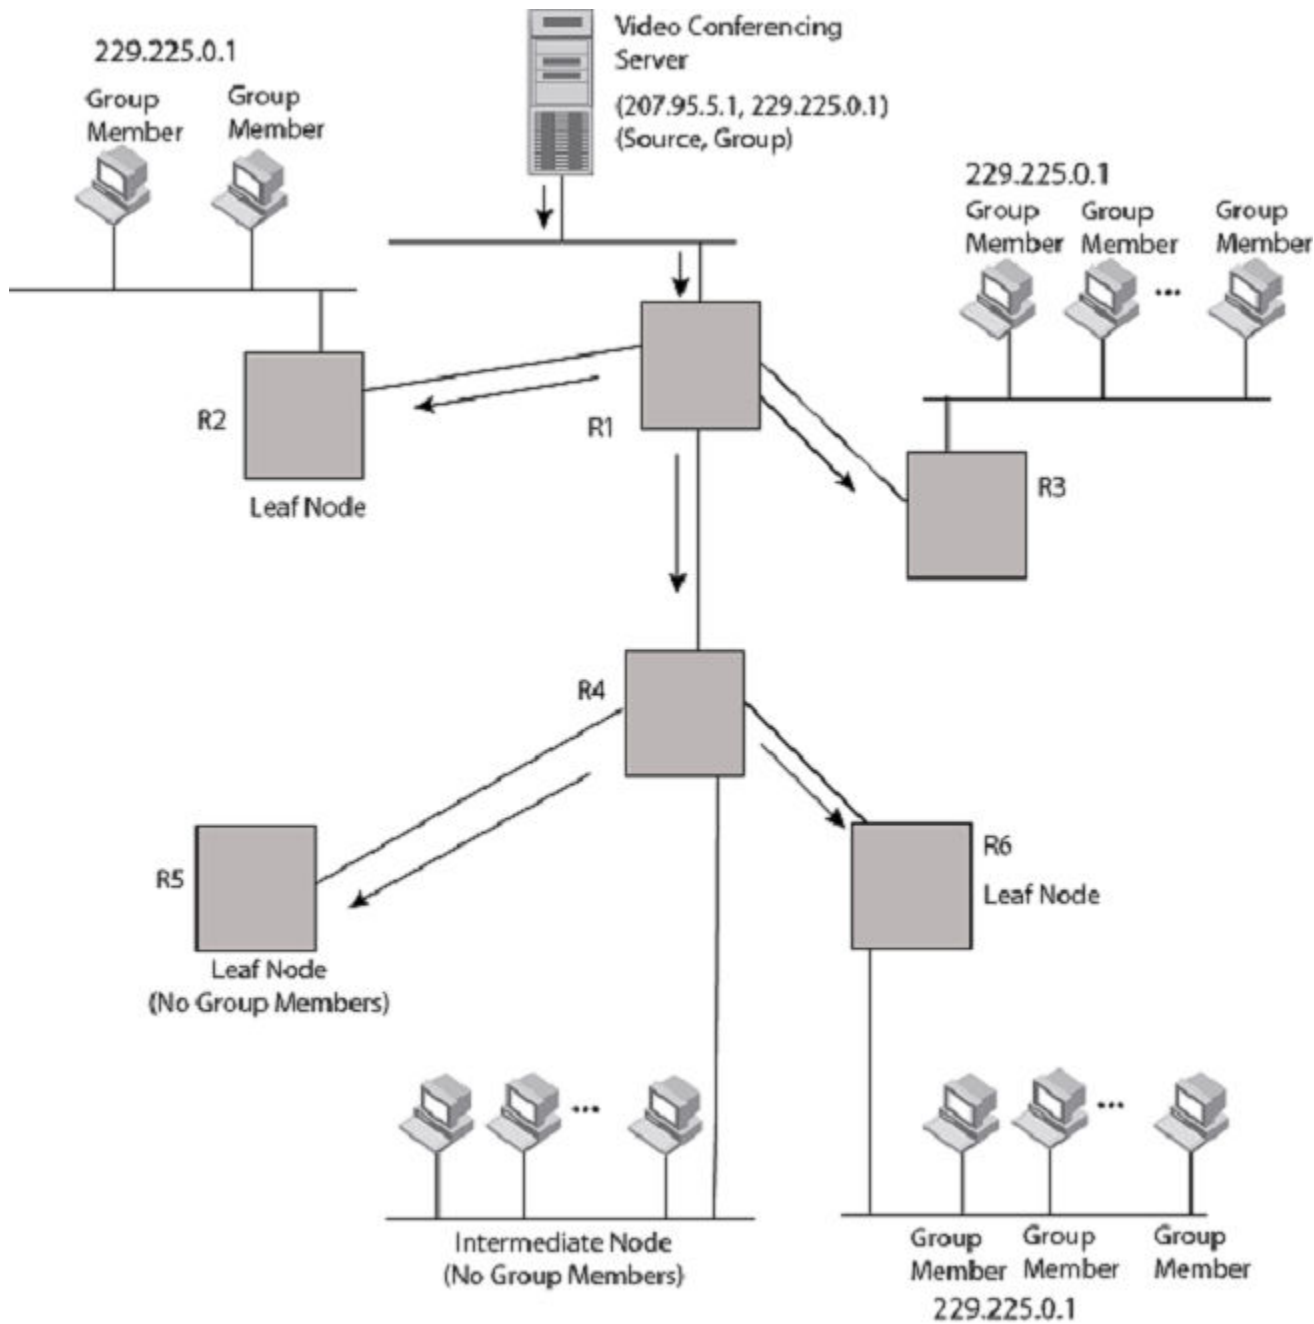 229.225.0.1
Group
Member
Group
Member
Video Conferencing
Server
(207.95.5.1, 229.225.0.1)
(Source, Group)
229.225.0.1
Group
Member
Group
Member
...
Group
Member
R2
Leaf Node
R1
R3
R4
R5
Leaf Node
(No Group Members)
R6
Leaf Node
...
Intermediate Node
(No Group Members)
...
Group
Member
Group
Member
Group
Member
229.225.0.1